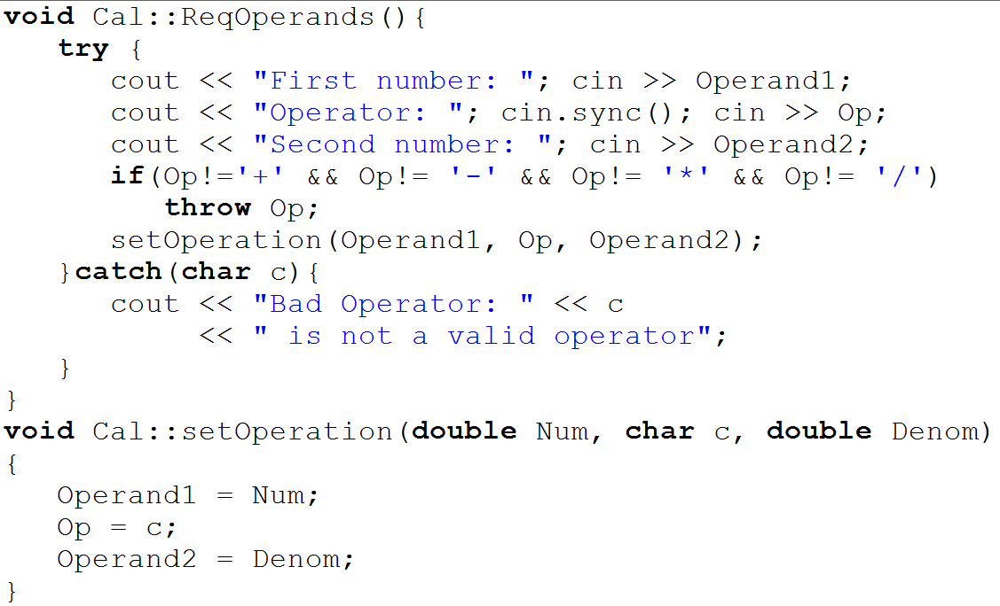 void Cal::ReqOperands(){
   try {
      cout << "First number: "; cin >> Operand1;
      cout << "Operator: "; cin.sync(); cin >> Op;
      cout << "Second number: "; cin >> Operand2;
      if(Op!='+' && Op!= '-' && Op!= '*' && Op!= '/')
         throw Op;
      setOperation(Operand1, Op, Operand2);
   }catch(char c){
      cout << "Bad Operator: " << c
           << " is not a valid operator";
   }
}
void Cal::setOperation(double Num, char c, double Denom)
{
   Operand1 = Num;
   Op = c;
   Operand2 = Denom;
}